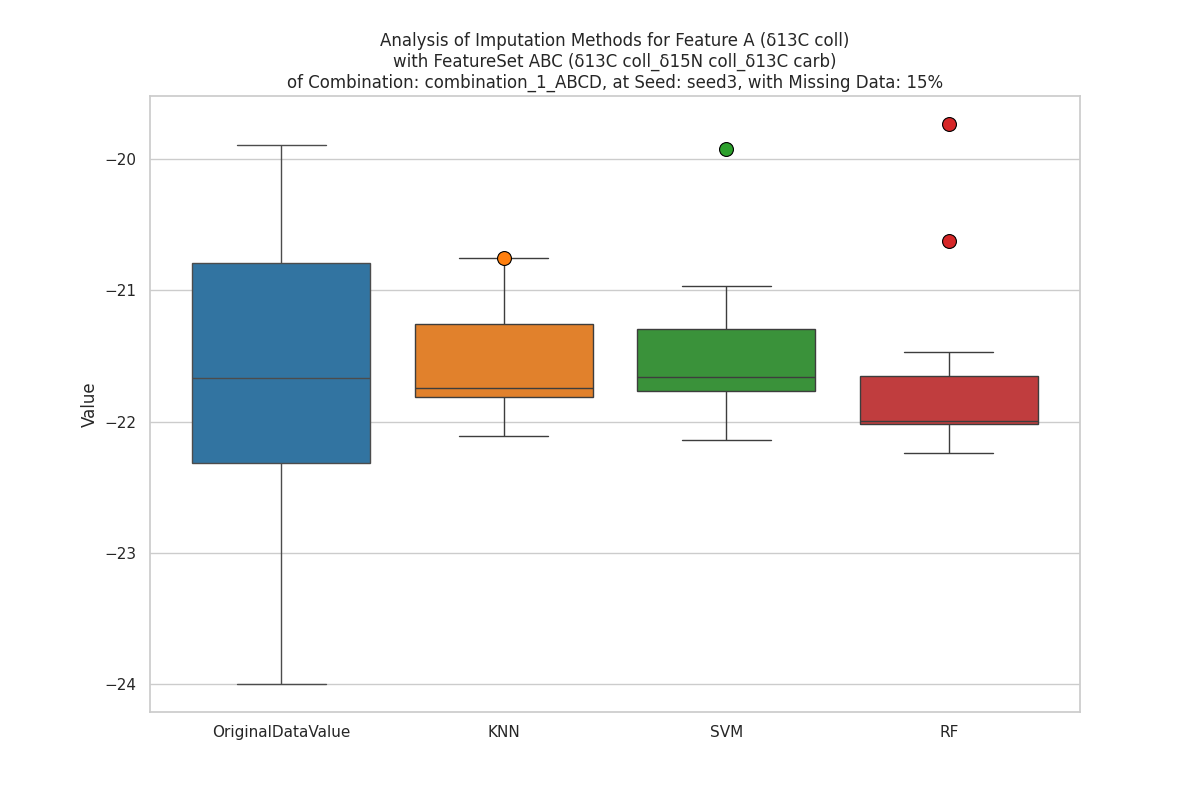 Analysis of Imputation Methods for Feature A (δ13C coll)
with FeatureSet ABC (δ13C coll_δ15N coll_δ13C carb)
of Combination: combination_1_ABCD, at Seed: seed3, with Missing Data: 15%
Value
−20
−21
−22
−23
−24
OriginalDataValue
KNN
SVM
RF